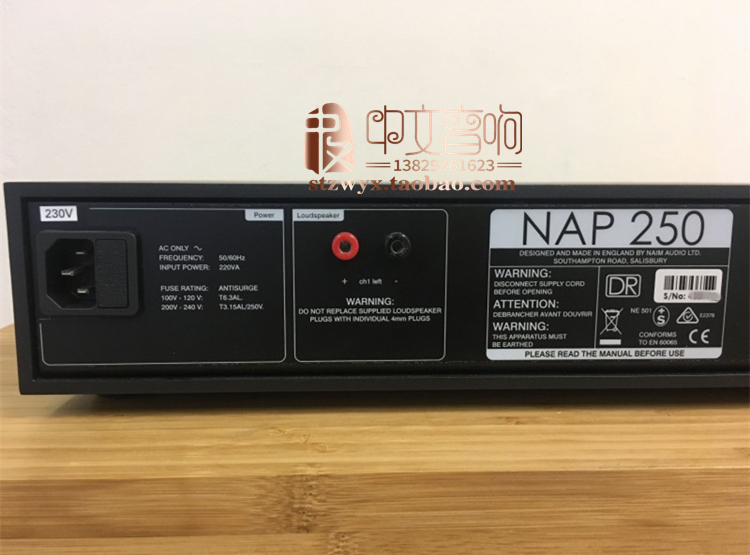 中文音响
stzwyx.taobao.com
230V
Power
AC ONLY ~
FREQUENCY: 50/60Hz
INPUT POWER: 220VA
FUSE RATING: ANTISURGE
100V - 120 V: T6.3AL.
200V - 240 V: T3.15AL/250V.
Loudspeaker
+ ch1 left -
WARNING:
DO NOT REPLACE SUPPLIED LOUDSPEAKER
PLUGS WITH INDIVIDUAL 4mm PLUGS
NAP 250
DESIGNED AND MADE IN ENGLAND BY NAIM AUDIO LTD.
SOUTHAMPTON ROAD, SALISBURY
WARNING:
DISCONNECT SUPPLY CORD
BEFORE OPENING
ATTENTION:
DEBRANCHER AVANT DOUVRIR
WARNING:
THIS APPARATUS MUST
BE EARTHED
DR
S/No:
NE 501
S
CONFORMS
TO EN 60065
CE
PLEASE READ THE MANUAL BEFORE USE